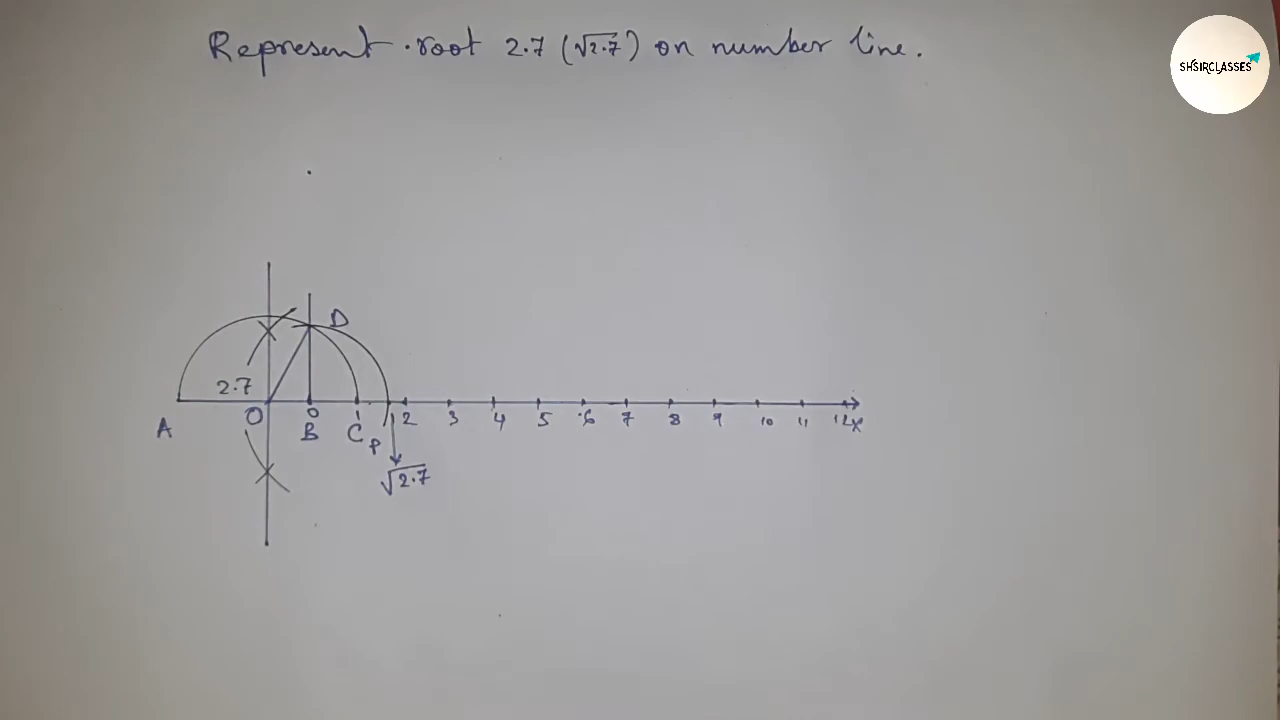 Represent root 2.7 (√2.7) on number line.
SHSIRCLASSES
D
2.7
O 0 1 2 3 4 5 6 7 8 9 10 11 12 X
A B C P
√2.7